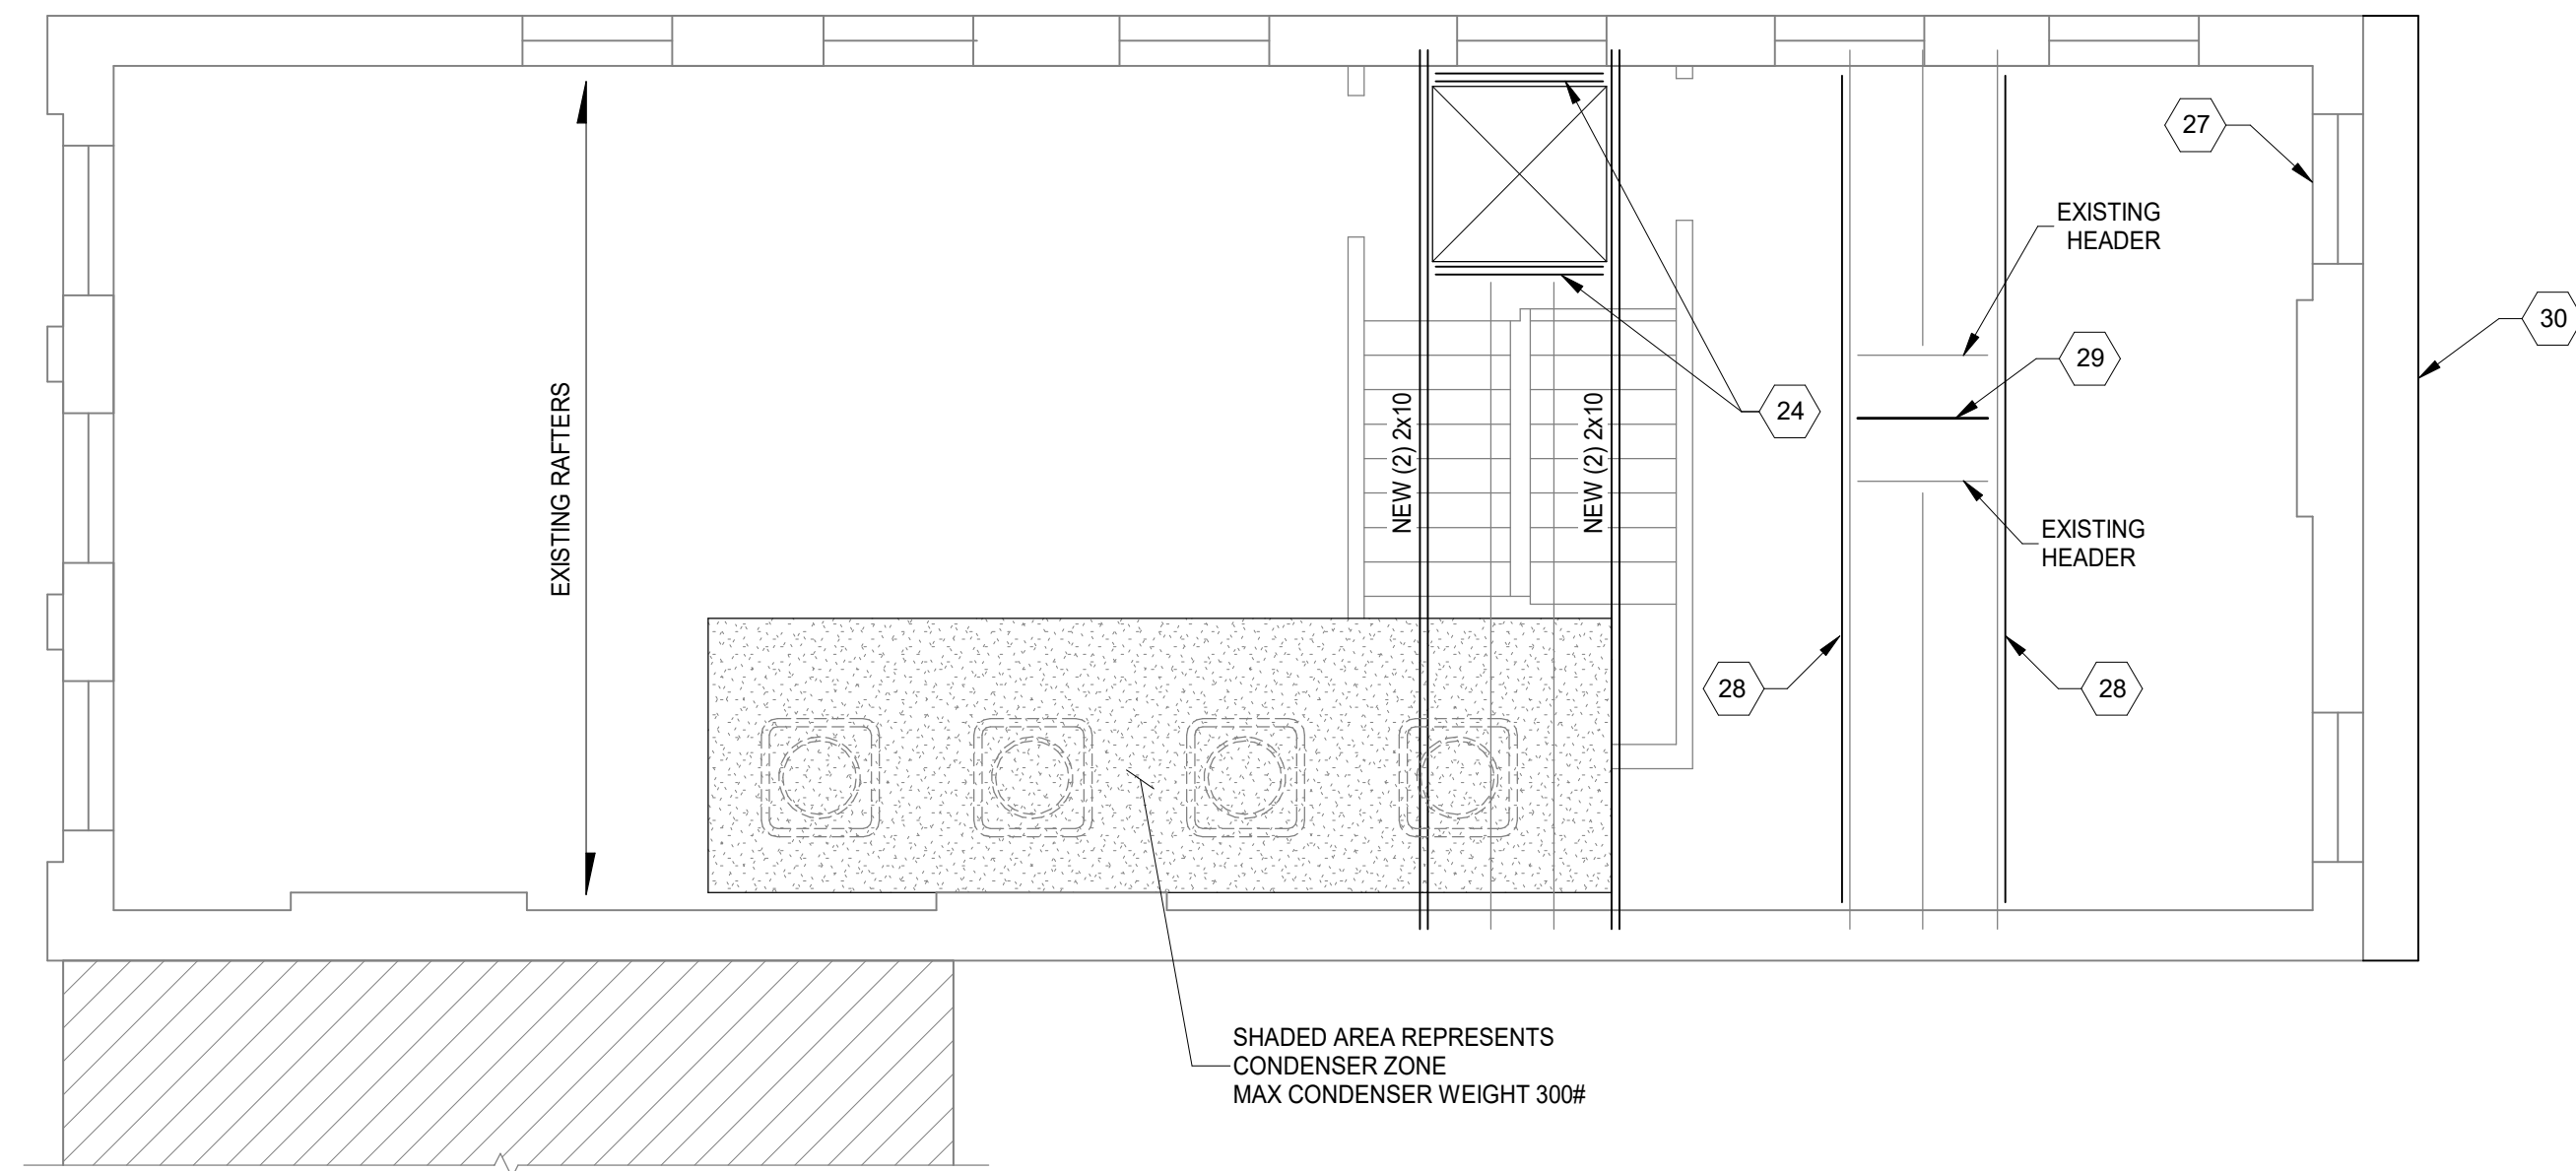 27
EXISTING
HEADER
30
29
24
EXISTING RAFTERS
NEW (2) 2x10
NEW (2) 2x10
EXISTING
HEADER
28
28
SHADED AREA REPRESENTS
CONDENSER ZONE
MAX CONDENSER WEIGHT 300#